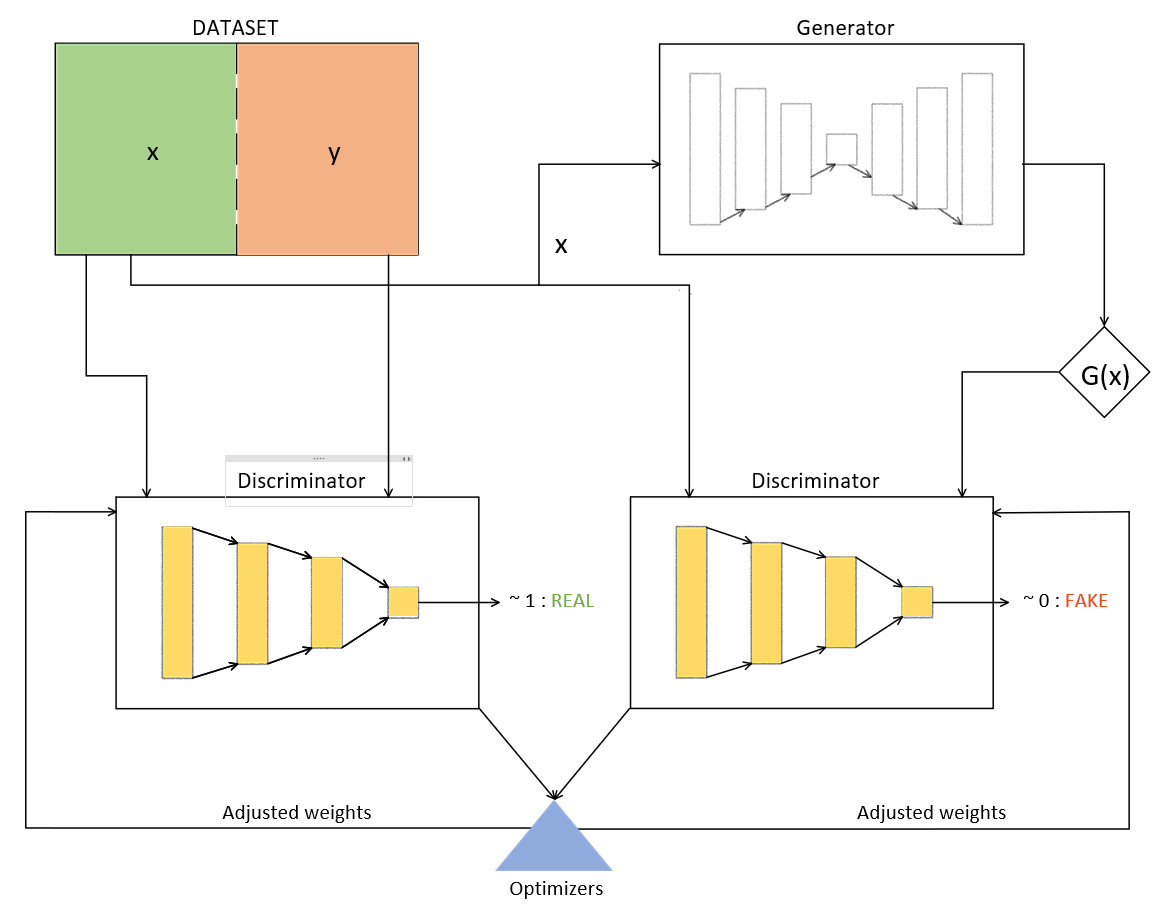 DATASET
Generator
x
y
x
G(x)
Discriminator
Discriminator
~ 1 : REAL
~ 0 : FAKE
Adjusted weights
Adjusted weights
Optimizers